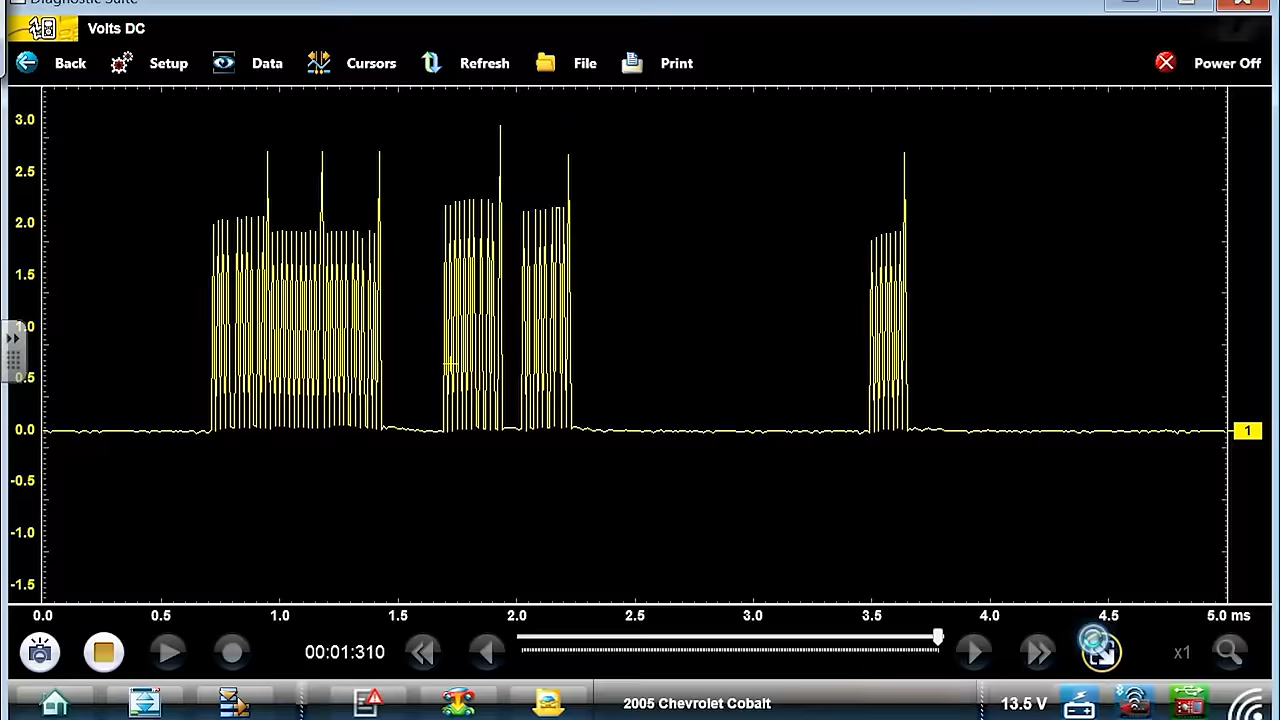 Diagnostic Suite
Volts DC
Back Setup Data Cursors Refresh File Print Power Off
3.0
2.5
2.0
1.5
1.0
0.5
0.0
1
-0.5
-1.0
-1.5
0.0 0.5 1.0 1.5 2.0 2.5 3.0 3.5 4.0 4.5 5.0 ms
00:01:310 x1
2005 Chevrolet Cobalt 13.5 V